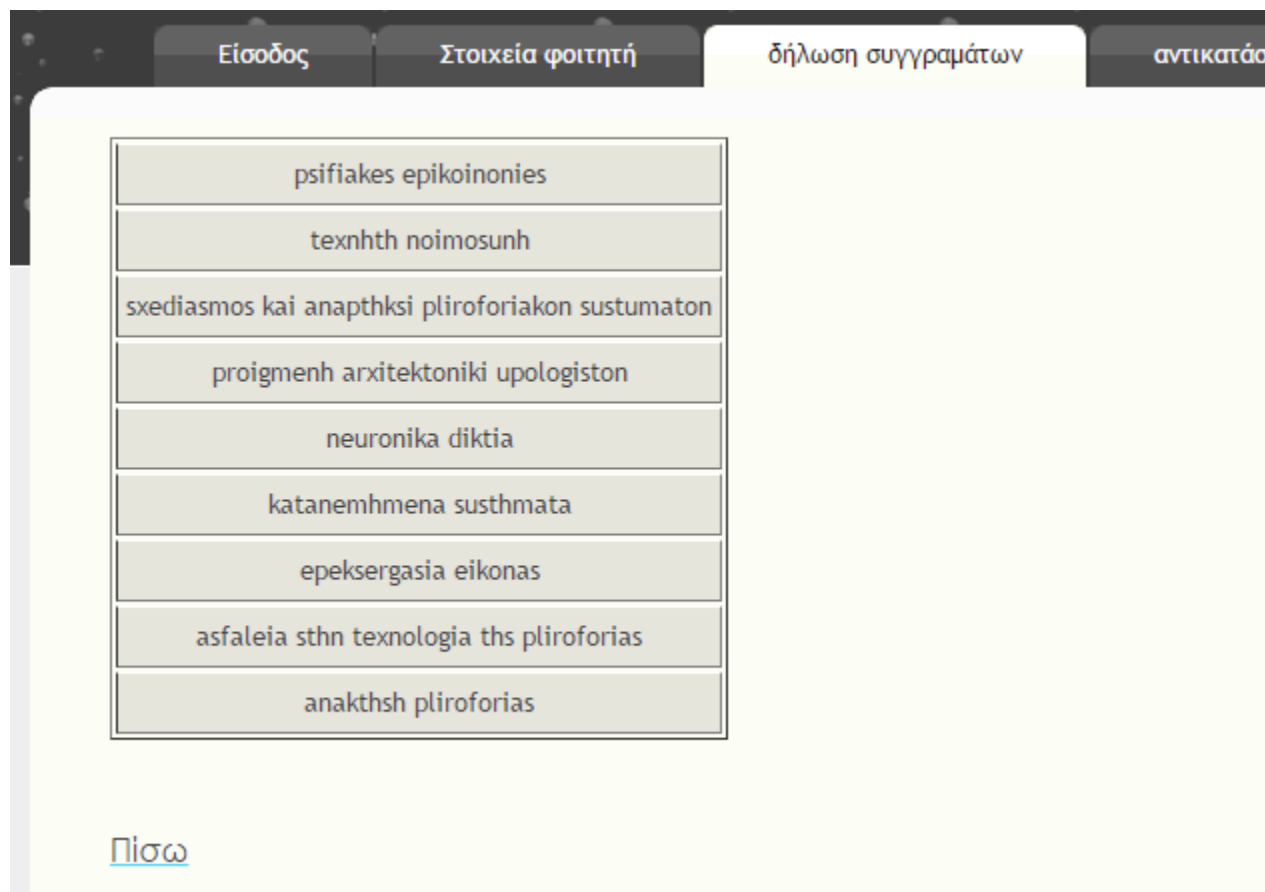 Είσοδος Στοιχεία φοιτητή δήλωση συγγραμάτων
psifiakes epikoinonies
texnhth noimosunh
sxediasmos kai anapthksi pliroforiakon sustumaton
proigmenh arxitektoniki upologiston
neuronika diktia
katanemhmena susthmata
epeksergasia eikonas
asfaleia sthn texnologia ths pliroforias
anakthsh pliroforias
Πίσω